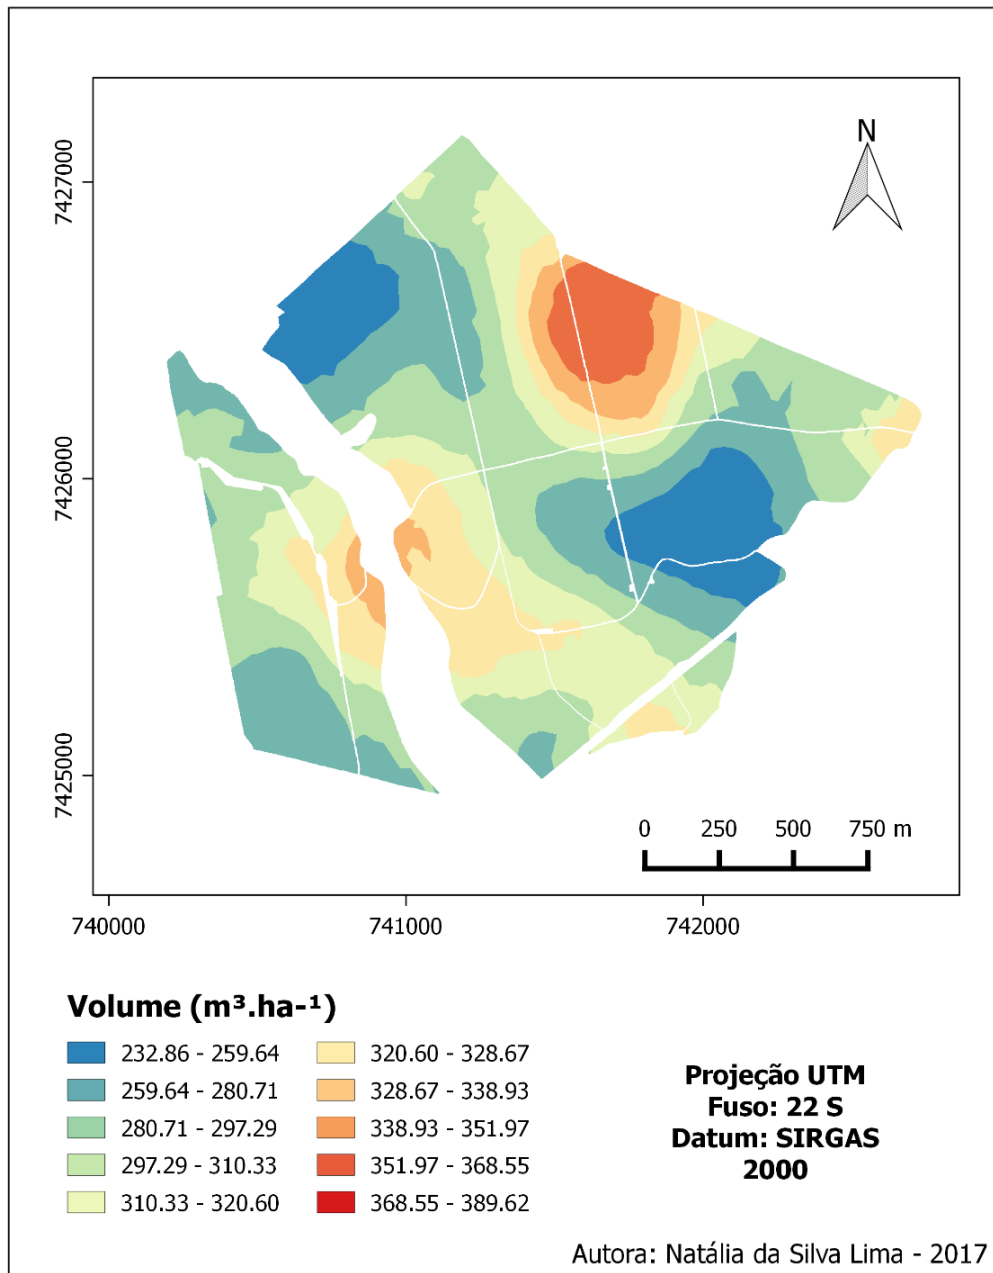 N
7427000
7426000
7425000
0 250 500 750 m
740000 741000 742000
Volume (m³.ha-¹)
232.86 - 259.64
259.64 - 280.71
280.71 - 297.29
297.29 - 310.33
310.33 - 320.60
320.60 - 328.67
328.67 - 338.93
338.93 - 351.97
351.97 - 368.55
368.55 - 389.62
Projeção UTM
Fuso: 22 S
Datum: SIRGAS
2000
Autora: Natália da Silva Lima - 2017